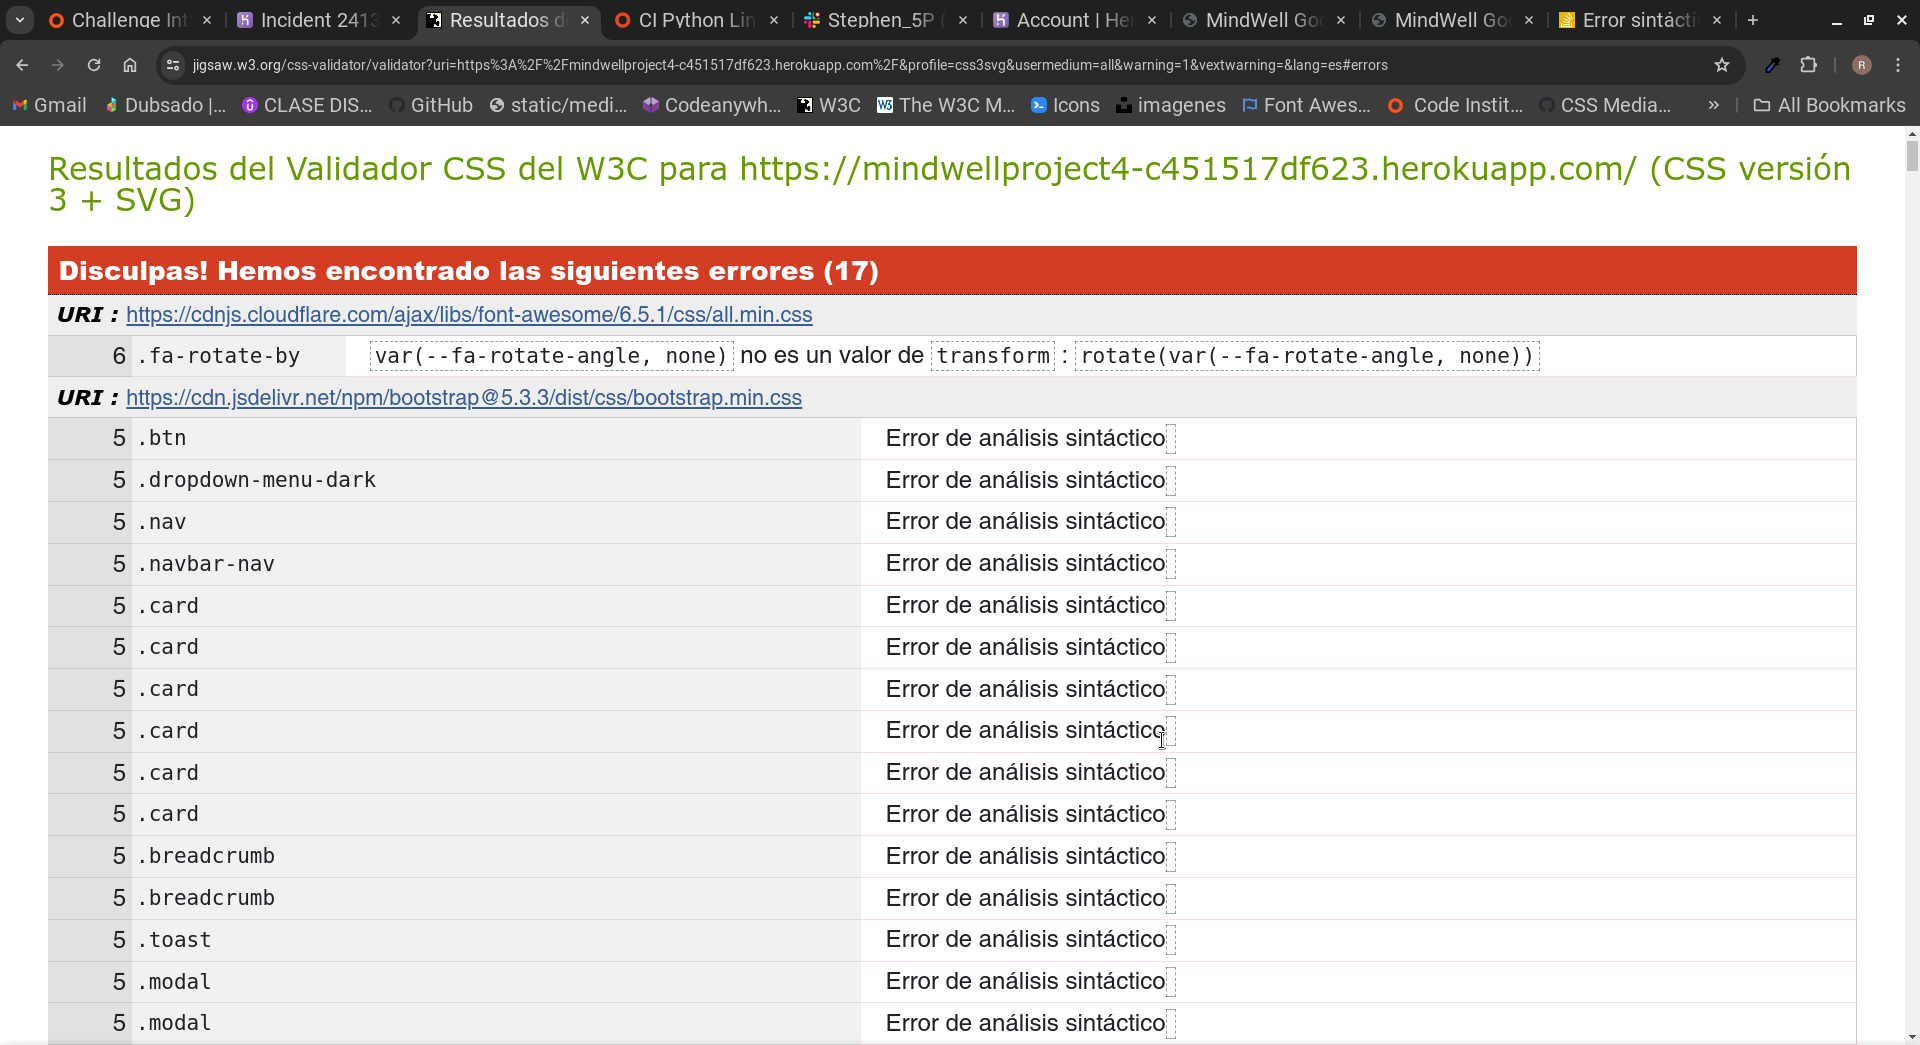 Challenge Int
Incident 2413
Resultados d
CI Python Lin
Stephen_5P (
Account | He
MindWell Go
MindWell Go
Error sintácti
jigsaw.w3.org/css-validator/validator?uri=https%3A%2F%2Fmindwellproject4-c451517df623.herokuapp.com%2F&profile=css3svg&usermedium=all&warning=1&vextwarning=&lang=es#errors
R
Gmail
Dubsado |...
CLASE DIS...
GitHub
static/medi...
Codeanywh...
W3C
The W3C M...
Icons
imagenes
Font Awes...
Code Instit...
CSS Media...
»
All Bookmarks
Resultados del Validador CSS del W3C para https://mindwellproject4-c451517df623.herokuapp.com/ (CSS versión
3 + SVG)
Disculpas! Hemos encontrado las siguientes errores (17)
URI : https://cdnjs.cloudflare.com/ajax/libs/font-awesome/6.5.1/css/all.min.css
6 .fa-rotate-by var(--fa-rotate-angle, none) no es un valor de transform : rotate(var(--fa-rotate-angle, none))
URI : https://cdn.jsdelivr.net/npm/bootstrap@5.3.3/dist/css/bootstrap.min.css
5 .btn Error de análisis sintáctico
5 .dropdown-menu-dark Error de análisis sintáctico
5 .nav Error de análisis sintáctico
5 .navbar-nav Error de análisis sintáctico
5 .card Error de análisis sintáctico
5 .card Error de análisis sintáctico
5 .card Error de análisis sintáctico
5 .card Error de análisis sintáctico
5 .card Error de análisis sintáctico
5 .card Error de análisis sintáctico
5 .breadcrumb Error de análisis sintáctico
5 .breadcrumb Error de análisis sintáctico
5 .toast Error de análisis sintáctico
5 .modal Error de análisis sintáctico
5 .modal Error de análisis sintáctico